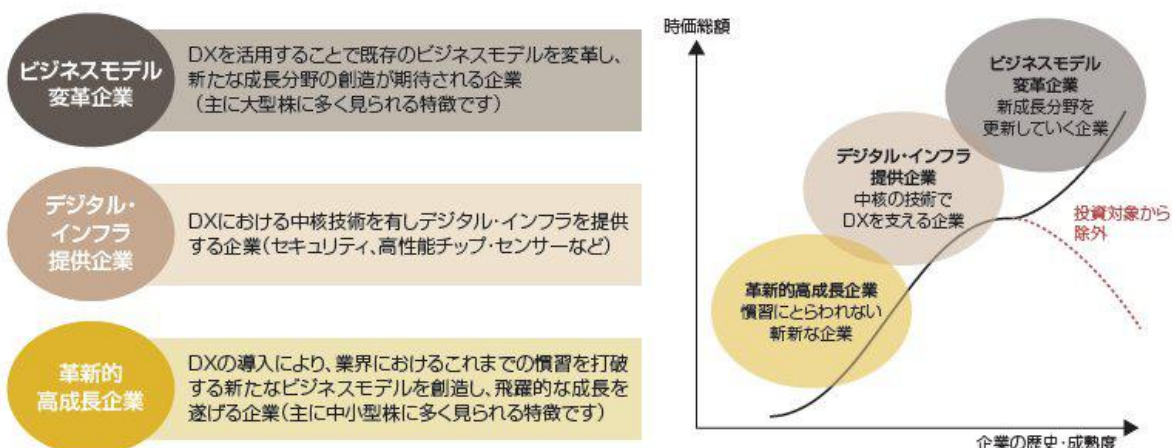 ビジネスモデル
変革企業
DXを活用することで既存のビジネスモデルを変革し、
新たな成長分野の創造が期待される企業
(主に大型株に多く見られる特徴です)
デジタル・
インフラ
提供企業
DXにおける中核技術を有しデジタル・インフラを提供
する企業(セキュリティ、高性能チップ・センサーなど)
革新的
高成長企業
DXの導入により、業界におけるこれまでの慣習を打破
する新たなビジネスモデルを創造し、飛躍的な成長を
遂げる企業(主に中小型株に多く見られる特徴です)
時価総額
ビジネスモデル
変革企業
新成長分野を
更新していく企業
デジタル・インフラ
提供企業
中核の技術で
DXを支える企業
投資対象から
除外
革新的高成長企業
慣習にとらわれない
斬新な企業
企業の歴史・成熟度